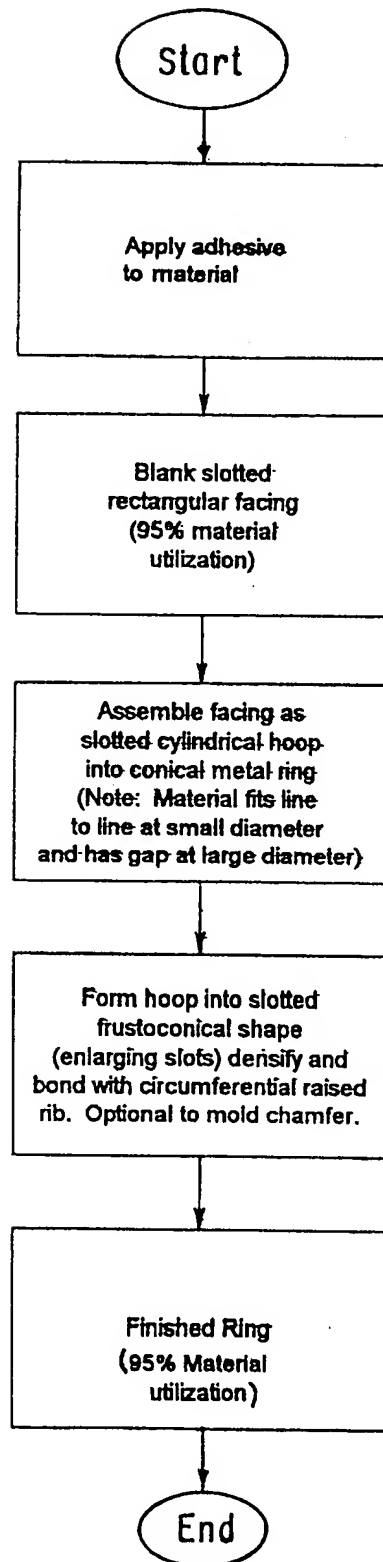 Start
Apply adhesive
to material
Blank slotted
rectangular facing
(95% material
utilization)
Assemble facing as
slotted cylindrical hoop
into conical metal ring
(Note: Material fits line
to line at small diameter
and has gap at large diameter)
Form hoop into slotted
frustoconical shape
(enlarging slots) densify and
bond with circumferential raised
rib. Optional to mold chamfer.
Finished Ring
(95% Material
utilization)
End